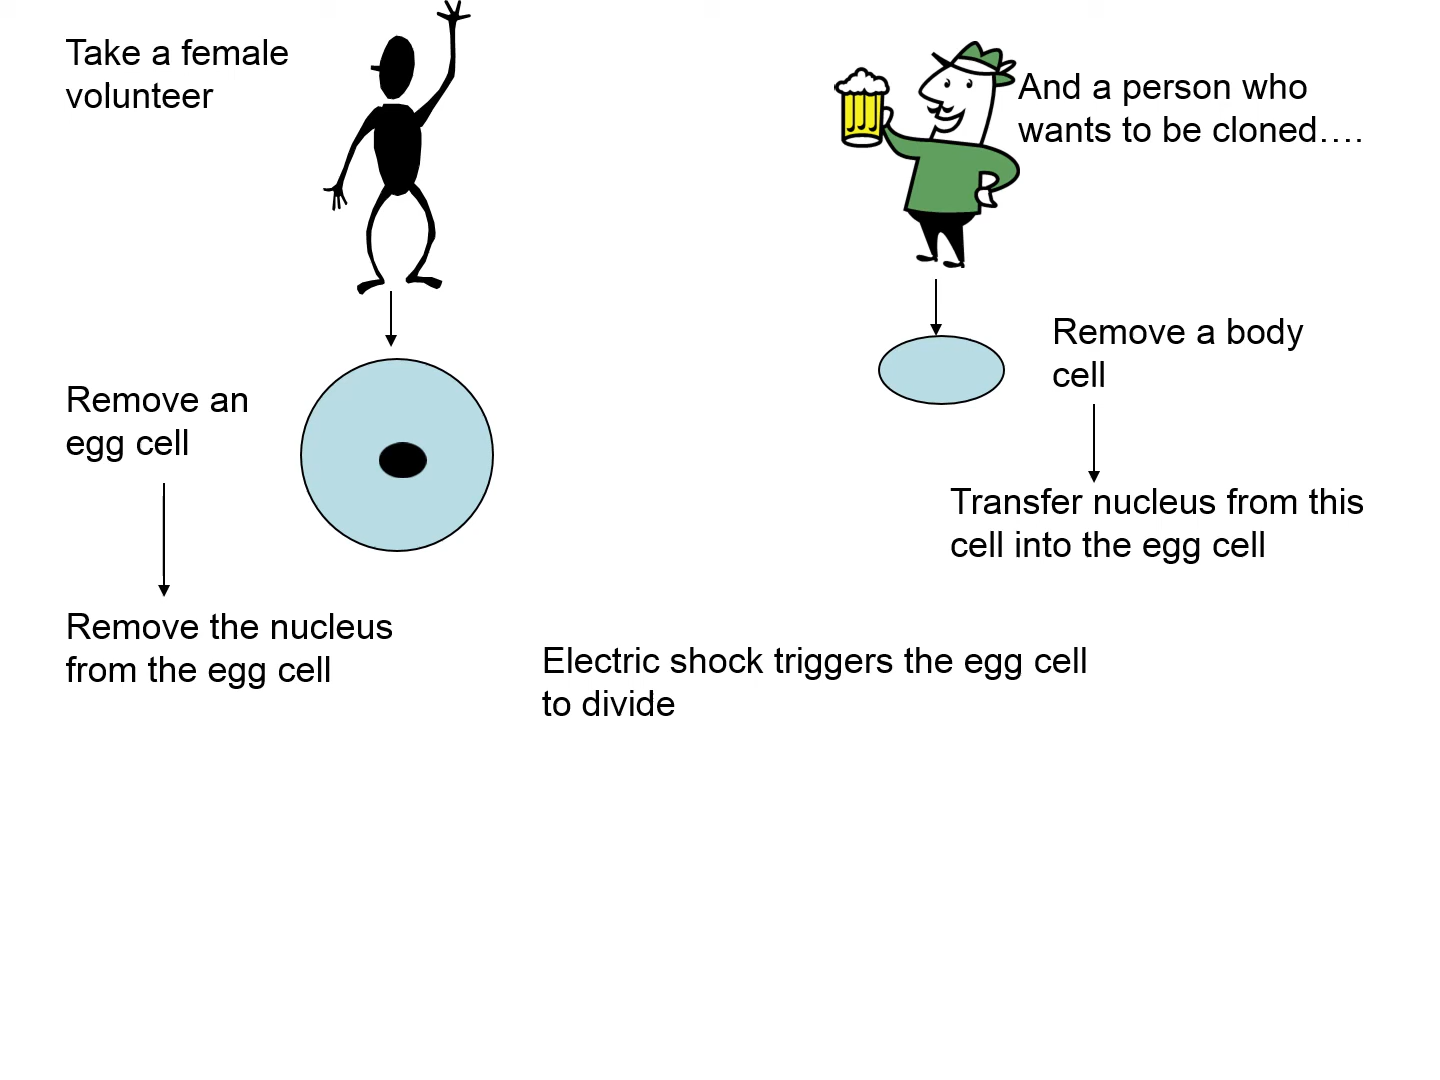 Take a female
volunteer
And a person who
wants to be cloned….
Remove a body
cell
Remove an
egg cell
Transfer nucleus from this
cell into the egg cell
Remove the nucleus
from the egg cell
Electric shock triggers the egg cell
to divide